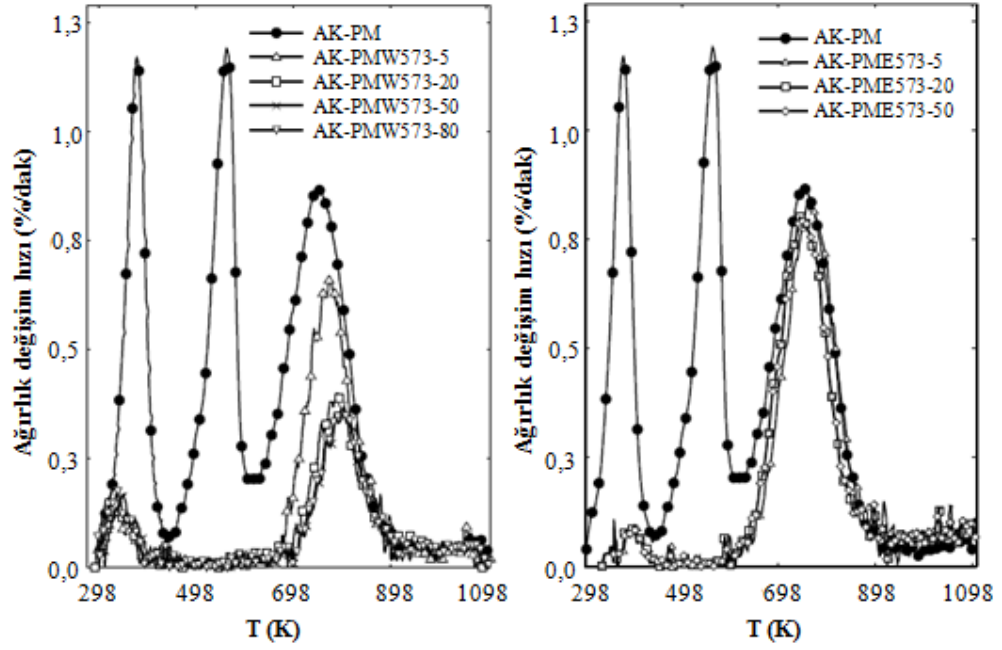 1,3
1,0
0,8
0,5
0,3
0,0
Ağırlık değişim hızı (%/dak)
AK-PM
AK-PMW573-5
AK-PMW573-20
AK-PMW573-50
AK-PMW573-80
298 498 698 898 1098
T (K)
1,3
1,0
0,8
0,5
0,3
0,0
Ağırlık değişim hızı (%/dak)
AK-PM
AK-PME573-5
AK-PME573-20
AK-PME573-50
298 498 698 898 1098
T (K)